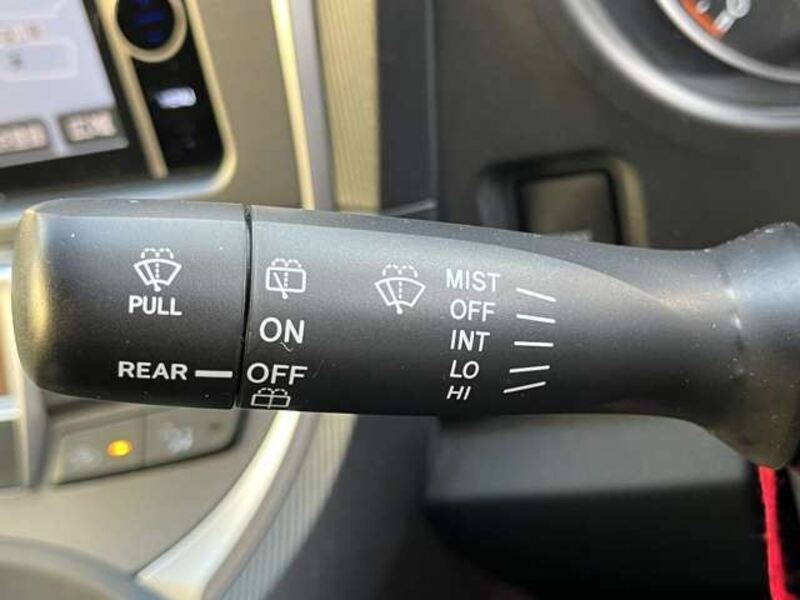 PULL
REAR
ON
OFF
MIST
OFF
INT
LO
HI